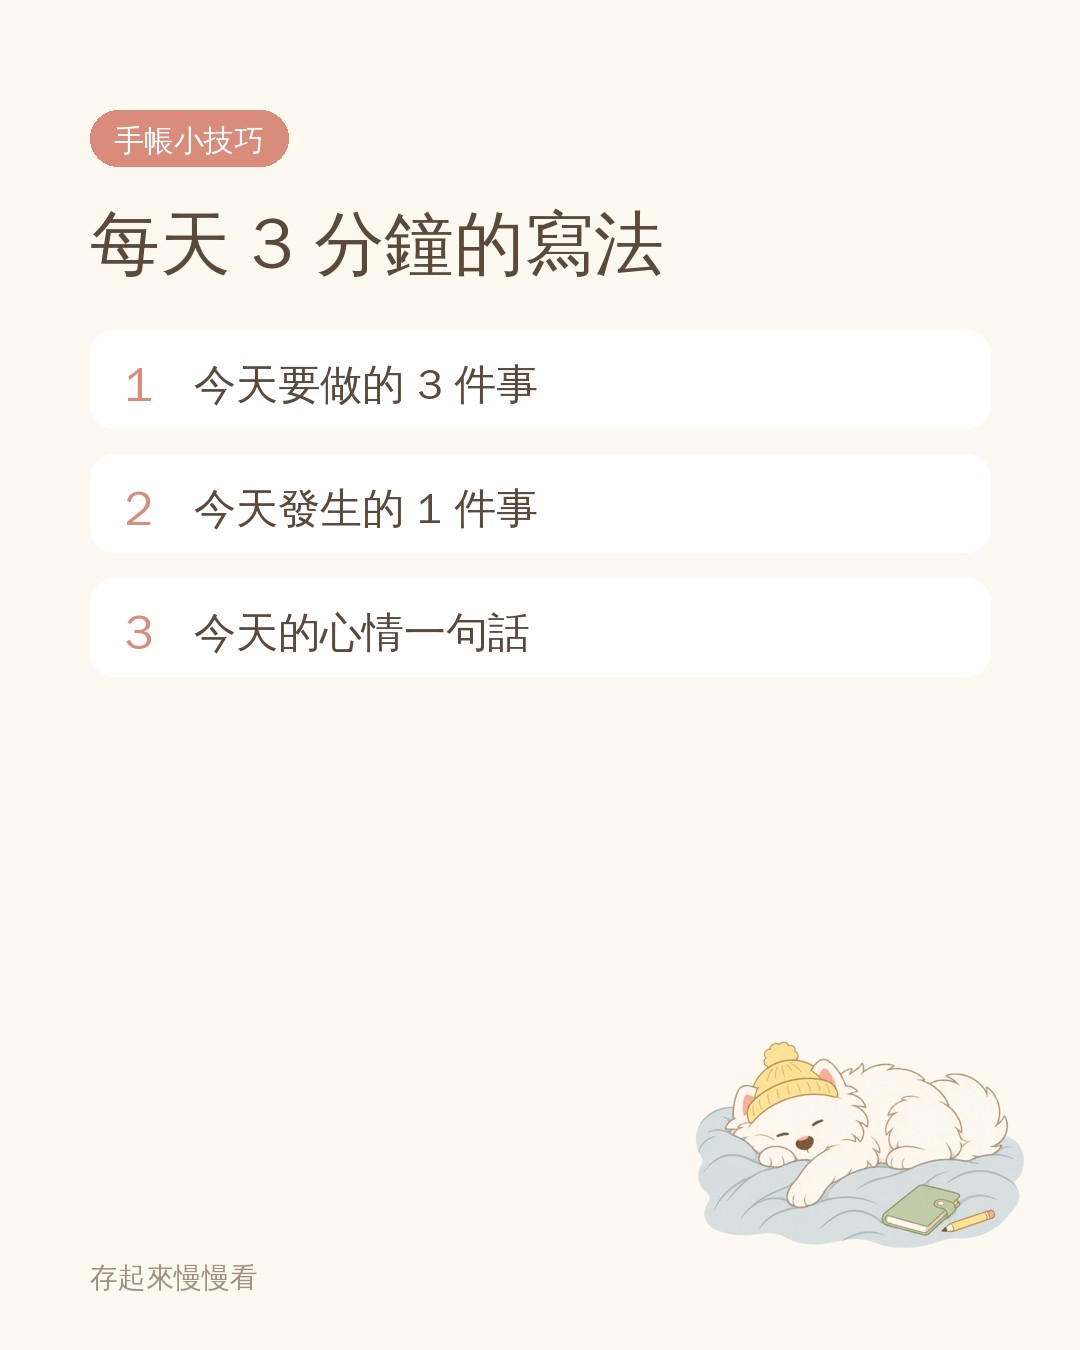 手帳小技巧
每天 3 分鐘的寫法
1 今天要做的 3 件事
2 今天發生的 1 件事
3 今天的心情一句話
存起來慢慢看